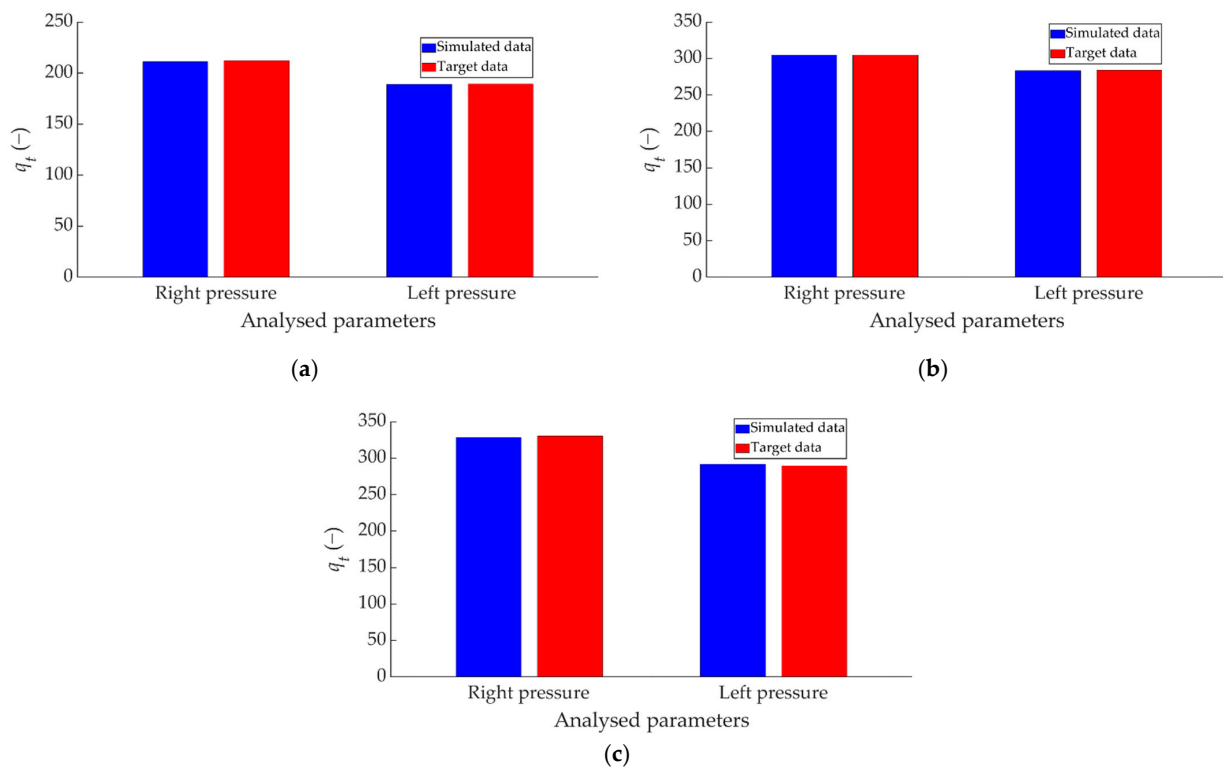 250
200
150
100
50
0
q_t (−)
Simulated data
Target data
Right pressure
Left pressure
Analysed parameters
(a)
350
300
250
200
150
100
50
0
q_t (−)
Simulated data
Target data
Right pressure
Left pressure
Analysed parameters
(b)
350
300
250
200
150
100
50
0
q_t (−)
Simulated data
Target data
Right pressure
Left pressure
Analysed parameters
(c)